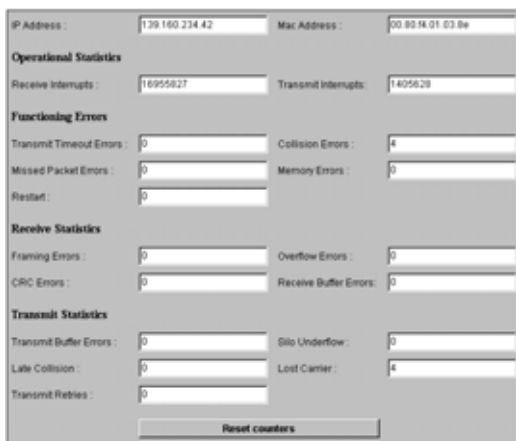 IP Address : 139.160.234.42 Mac Address : 00.80.f4.01.03.8e
Operational Statistics
Receive Interrupts : 16955827 Transmit Interrupts: 1405628
Functioning Errors
Transmit Timeout Errors : 0 Collision Errors : 4
Missed Packet Errors : 0 Memory Errors : 0
Restart : 0
Receive Statistics
Framing Errors : 0 Overflow Errors : 0
CRC Errors : 0 Receive Buffer Errors: 0
Transmit Statistics
Transmit Buffer Errors : 0 Silo Underflow : 0
Late Collision : 0 Lost Carrier : 4
Transmit Retries : 0
Reset counters